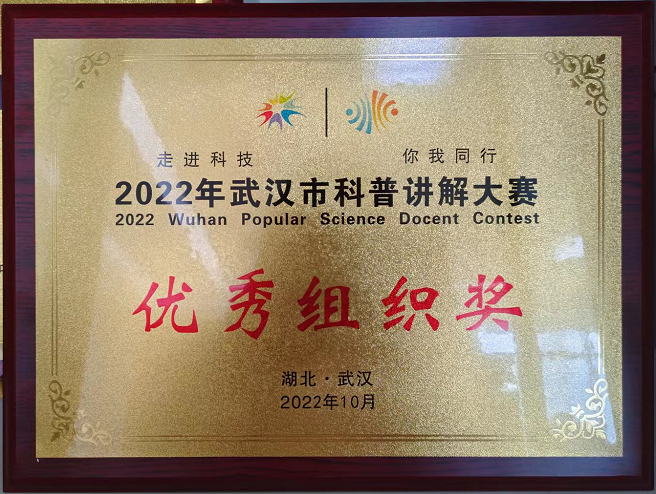 走进科技 你我同行
2022年武汉市科普讲解大赛
2022 Wuhan Popular Science Docent Contest
优秀组织奖
湖北·武汉
2022年10月